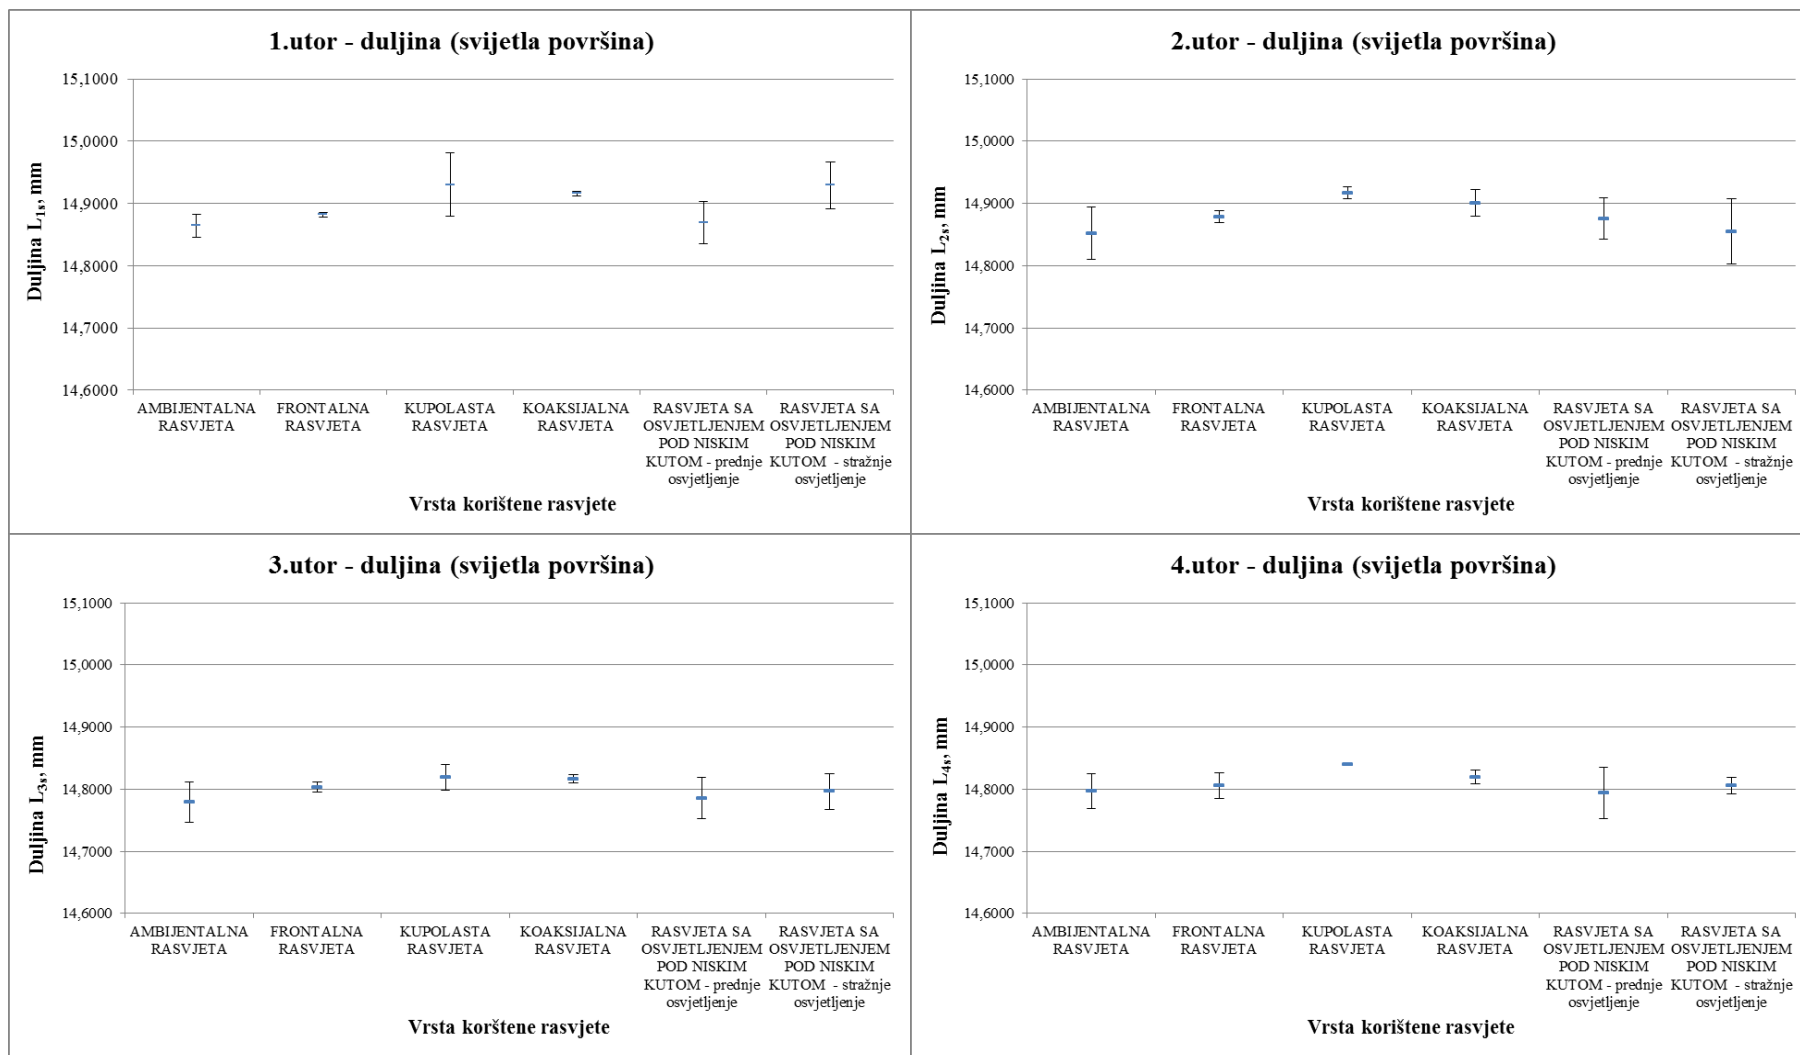 1.utor - duljina (svijetla površina)
15,1000
15,0000
14,9000
14,8000
14,7000
14,6000
Duljina L1s, mm
AMBIJENTALNA
RASVJETA
FRONTALNA
RASVJETA
KUPOLASTA
RASVJETA
KOAKSIJALNA
RASVJETA
RASVJETA SA
OSVJETLJENJEM
POD NISKIM
KUTOM - prednje
osvjetljenje
RASVJETA SA
OSVJETLJENJEM
POD NISKIM
KUTOM - stražnje
osvjetljenje
Vrsta korištene rasvjete
2.utor - duljina (svijetla površina)
15,1000
15,0000
14,9000
14,8000
14,7000
14,6000
Duljina L2s, mm
AMBIJENTALNA
RASVJETA
FRONTALNA
RASVJETA
KUPOLASTA
RASVJETA
KOAKSIJALNA
RASVJETA
RASVJETA SA
OSVJETLJENJEM
POD NISKIM
KUTOM - prednje
osvjetljenje
RASVJETA SA
OSVJETLJENJEM
POD NISKIM
KUTOM - stražnje
osvjetljenje
Vrsta korištene rasvjete
3.utor - duljina (svijetla površina)
15,1000
15,0000
14,9000
14,8000
14,7000
14,6000
Duljina L3s, mm
AMBIJENTALNA
RASVJETA
FRONTALNA
RASVJETA
KUPOLASTA
RASVJETA
KOAKSIJALNA
RASVJETA
RASVJETA SA
OSVJETLJENJEM
POD NISKIM
KUTOM - prednje
osvjetljenje
RASVJETA SA
OSVJETLJENJEM
POD NISKIM
KUTOM - stražnje
osvjetljenje
Vrsta korštene rasvjete
4.utor - duljina (svijetla površina)
15,1000
15,0000
14,9000
14,8000
14,7000
14,6000
Duljina L4s, mm
AMBIJENTALNA
RASVJETA
FRONTALNA
RASVJETA
KUPOLASTA
RASVJETA
KOAKSIJALNA
RASVJETA
RASVJETA SA
OSVJETLJENJEM
POD NISKIM
KUTOM - prednje
osvjetljenje
RASVJETA SA
OSVJETLJENJEM
POD NISKIM
KUTOM - stražnje
osvjetljenje
Vrsta korištene rasvjete